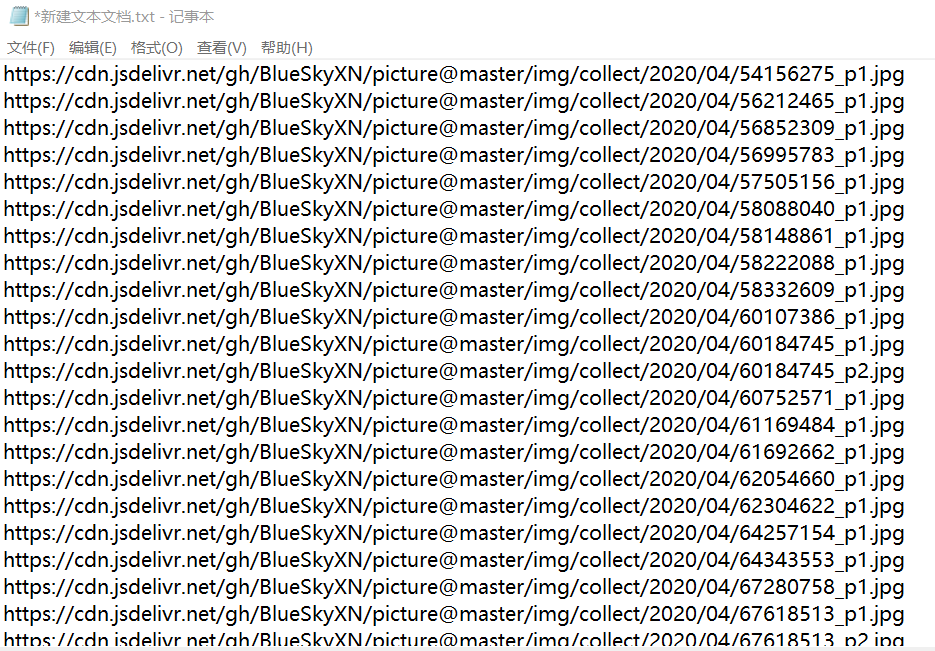 *新建文本文档.txt - 记事本
文件(F) 编辑(E) 格式(O) 查看(V) 帮助(H)
https://cdn.jsdelivr.net/gh/BlueSkyXN/picture@master/img/collect/2020/04/54156275_p1.jpg
https://cdn.jsdelivr.net/gh/BlueSkyXN/picture@master/img/collect/2020/04/56212465_p1.jpg
https://cdn.jsdelivr.net/gh/BlueSkyXN/picture@master/img/collect/2020/04/56852309_p1.jpg
https://cdn.jsdelivr.net/gh/BlueSkyXN/picture@master/img/collect/2020/04/56995783_p1.jpg
https://cdn.jsdelivr.net/gh/BlueSkyXN/picture@master/img/collect/2020/04/57505156_p1.jpg
https://cdn.jsdelivr.net/gh/BlueSkyXN/picture@master/img/collect/2020/04/58088040_p1.jpg
https://cdn.jsdelivr.net/gh/BlueSkyXN/picture@master/img/collect/2020/04/58148861_p1.jpg
https://cdn.jsdelivr.net/gh/BlueSkyXN/picture@master/img/collect/2020/04/58222088_p1.jpg
https://cdn.jsdelivr.net/gh/BlueSkyXN/picture@master/img/collect/2020/04/58332609_p1.jpg
https://cdn.jsdelivr.net/gh/BlueSkyXN/picture@master/img/collect/2020/04/60107386_p1.jpg
https://cdn.jsdelivr.net/gh/BlueSkyXN/picture@master/img/collect/2020/04/60184745_p1.jpg
https://cdn.jsdelivr.net/gh/BlueSkyXN/picture@master/img/collect/2020/04/60184745_p2.jpg
https://cdn.jsdelivr.net/gh/BlueSkyXN/picture@master/img/collect/2020/04/60752571_p1.jpg
https://cdn.jsdelivr.net/gh/BlueSkyXN/picture@master/img/collect/2020/04/61169484_p1.jpg
https://cdn.jsdelivr.net/gh/BlueSkyXN/picture@master/img/collect/2020/04/61692662_p1.jpg
https://cdn.jsdelivr.net/gh/BlueSkyXN/picture@master/img/collect/2020/04/62054660_p1.jpg
https://cdn.jsdelivr.net/gh/BlueSkyXN/picture@master/img/collect/2020/04/62304622_p1.jpg
https://cdn.jsdelivr.net/gh/BlueSkyXN/picture@master/img/collect/2020/04/64257154_p1.jpg
https://cdn.jsdelivr.net/gh/BlueSkyXN/picture@master/img/collect/2020/04/64343553_p1.jpg
https://cdn.jsdelivr.net/gh/BlueSkyXN/picture@master/img/collect/2020/04/67280758_p1.jpg
https://cdn.jsdelivr.net/gh/BlueSkyXN/picture@master/img/collect/2020/04/67618513_p1.jpg
https://cdn.jsdelivr.net/gh/BlueSkyXN/picture@master/img/collect/2020/04/67618513_p2.jpg